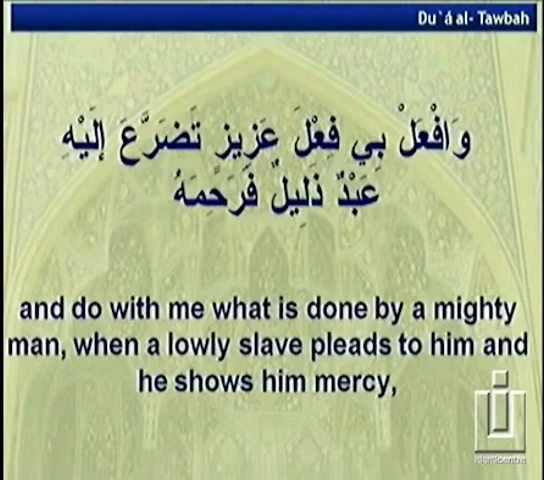 Du`á al- Tawbah
وَافْعَلْ بِي فِعْلَ عَزِيزٍ تَضَرَّعَ إِلَيْهِ
عَبْدٌ ذَلِيلٌ فَرَحِمَهُ
and do with me what is done by a mighty
man, when a lowly slave pleads to him and
he shows him mercy,
islamicentre